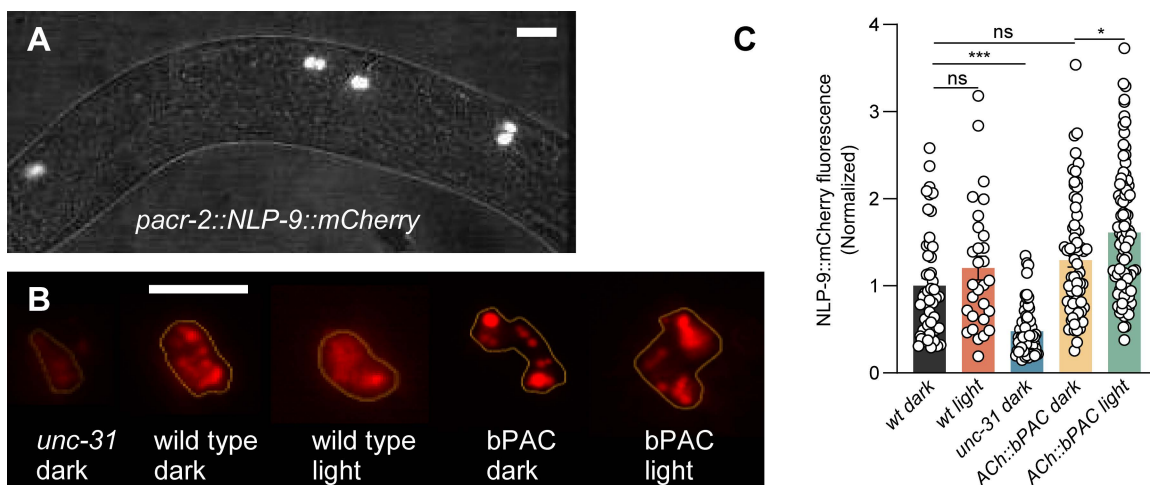 A
pacr-2::NLP-9::mCherry
B
unc-31
dark
wild type
dark
wild type
light
bPAC
dark
bPAC
light
C
NLP-9::mCherry fluorescence
(Normalized)
4
3
2
1
0
ns
*
***
ns
wt dark
wt light
unc-31 dark
ACh::bPAC dark
ACh::bPAC light